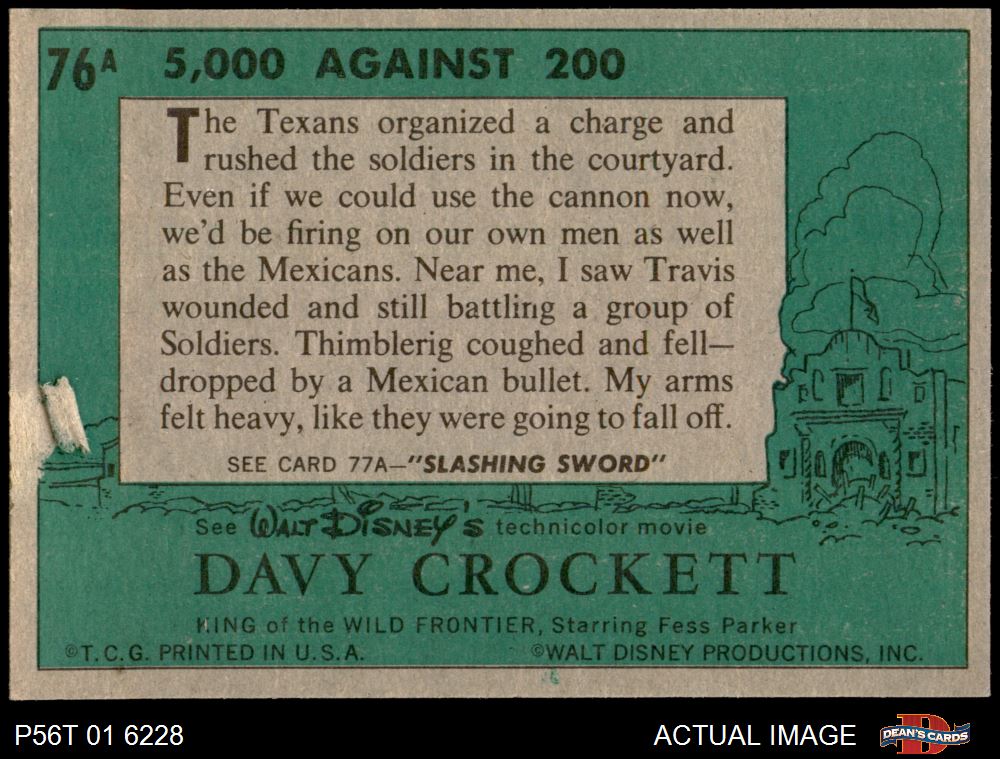 76A 5,000 AGAINST 200
The Texans organized a charge and
rushed the soldiers in the courtyard.
Even if we could use the cannon now,
we'd be firing on our own men as well
as the Mexicans. Near me, I saw Travis
wounded and still battling a group of
Soldiers. Thimblerig coughed and fell—
dropped by a Mexican bullet. My arms
felt heavy, like they were going to fall off.
SEE CARD 77A—"SLASHING SWORD"
See WALT DISNEY'S technicolor movie
DAVY CROCKETT
KING of the WILD FRONTIER, Starring Fess Parker
©T.C.G. PRINTED IN U.S.A. ©WALT DISNEY PRODUCTIONS, INC.
P56T 01 6228 ACTUAL IMAGE DEAN'S CARDS